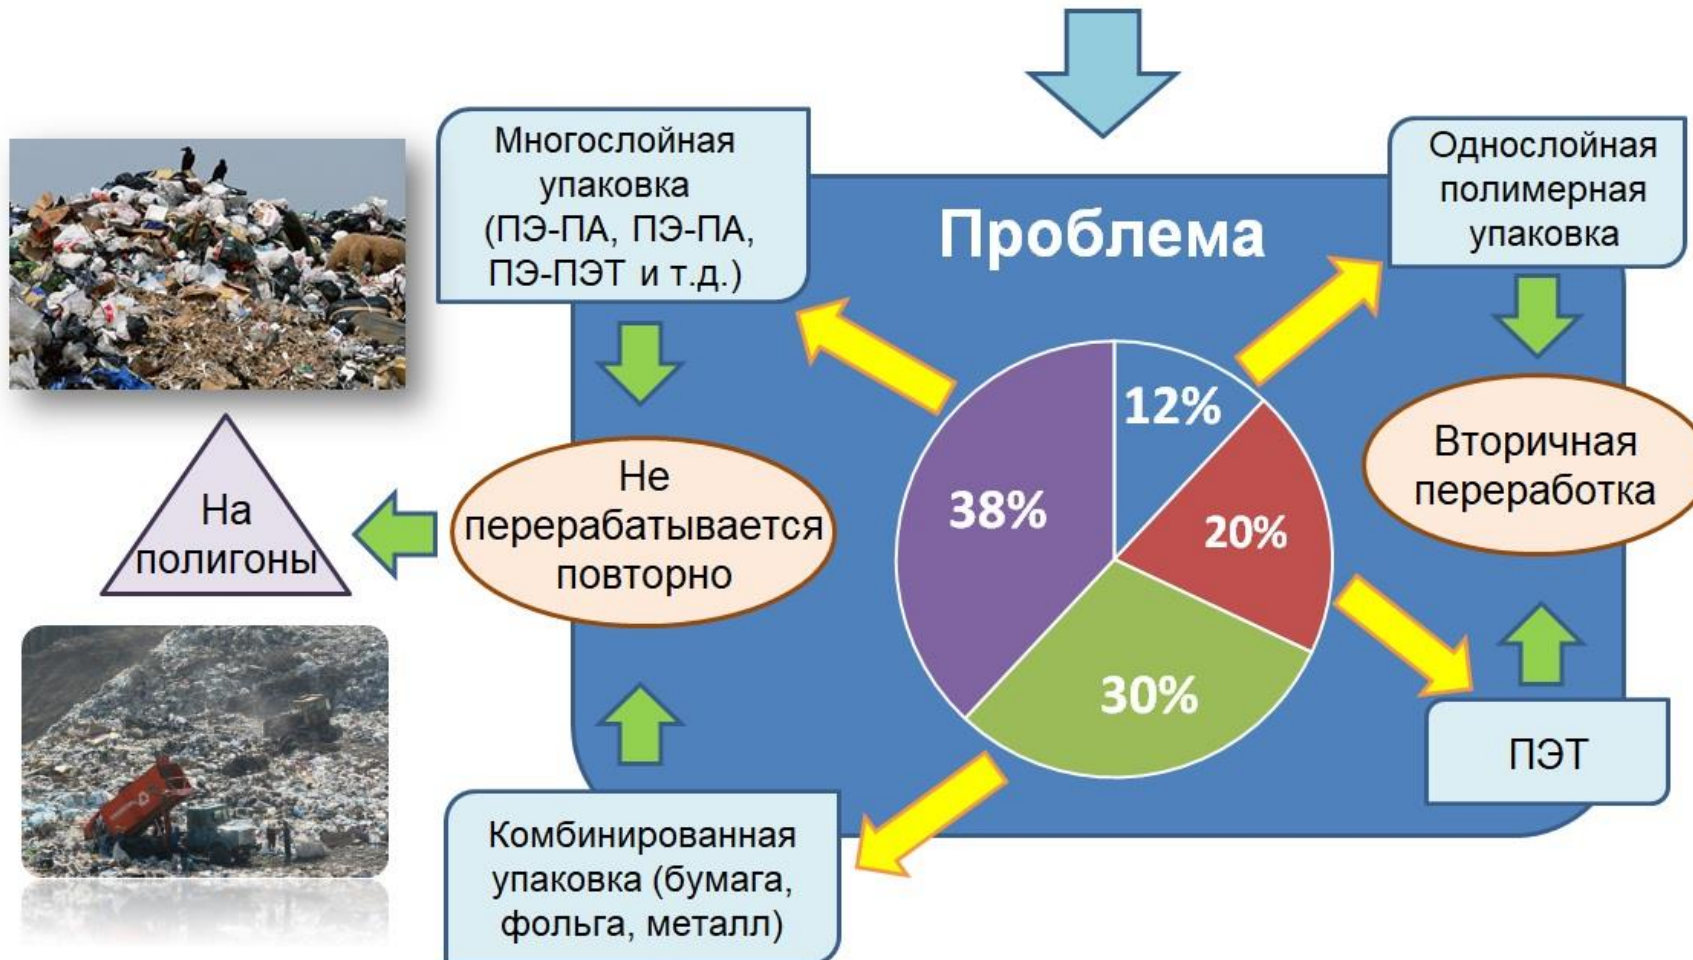 Многослойная
упаковка
(ПЭ-ПА, ПЭ-ПА,
ПЭ-ПЭТ и т.д.)
Проблема
Однослойная
полимерная
упаковка
12%
20%
30%
38%
Не
перерабатывается
повторно
На
полигоны
Вторичная
переработка
ПЭТ
Комбинированная
упаковка (бумага,
фольга, металл)